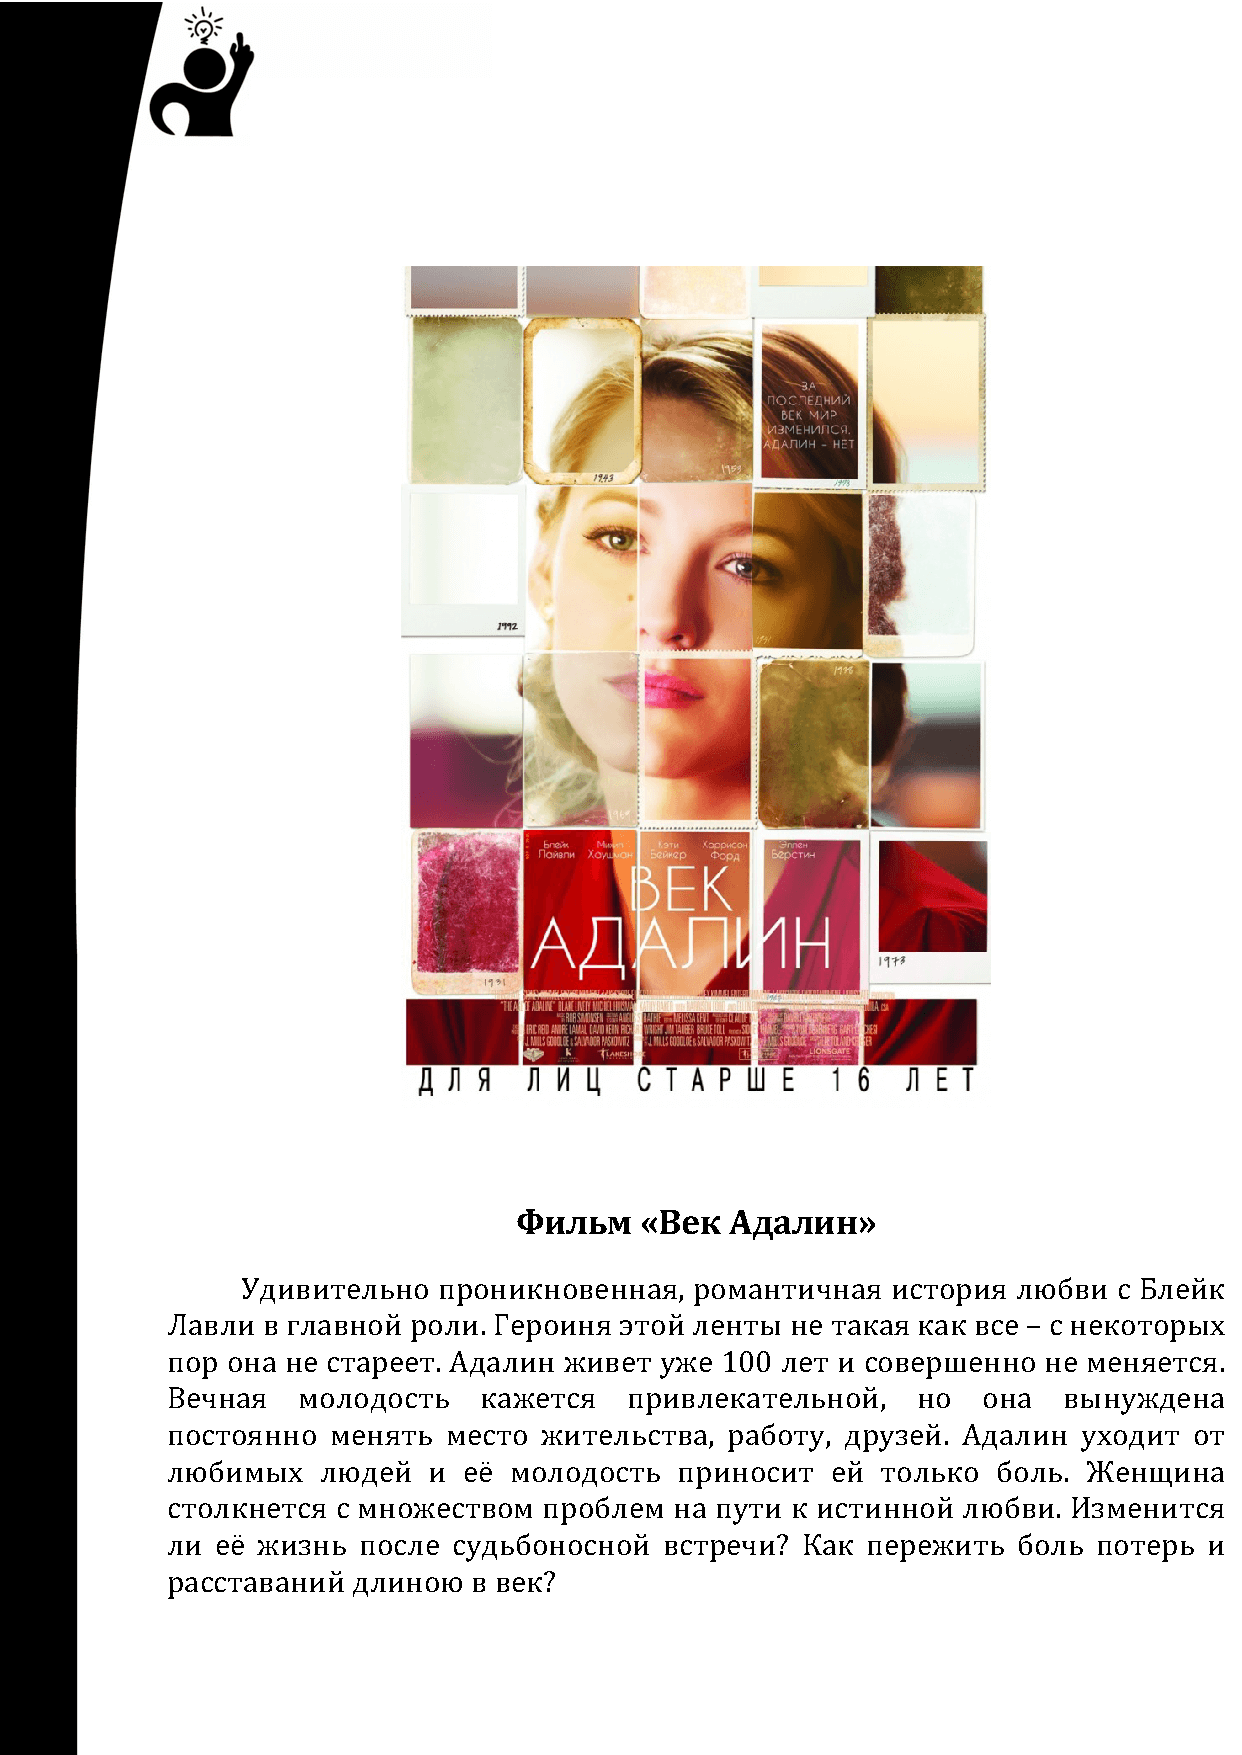 ЗА
ПОСЛЕДНИЙ
ВЕК МИР
ИЗМЕНИЛСЯ,
АДАЛИН – НЕТ
1943
1959
1992
1973
1931
Блейк Мишил Кэти Харрисон Эллен
Лайвли Хаушман Бейкер Форд Берстин
ВЕК
АДАЛИН
LIONSGATE
ДЛЯ ЛИЦ СТАРШЕ 16 ЛЕТ
Фильм «Век Адалин»
Удивительно проникновенная, романтичная история любви с Блейк
Лавли в главной роли. Героиня этой ленты не такая как все – с некоторых
пор она не стареет. Адалин живет уже 100 лет и совершенно не меняется.
Вечная молодость кажется привлекательной, но она вынуждена
постоянно менять место жительства, работу, друзей. Адалин уходит от
любимых людей и её молодость приносит ей только боль. Женщина
столкнется с множеством проблем на пути к истинной любви. Изменится
ли её жизнь после судьбоносной встречи? Как пережить боль потерь и
расставаний длиною в век?